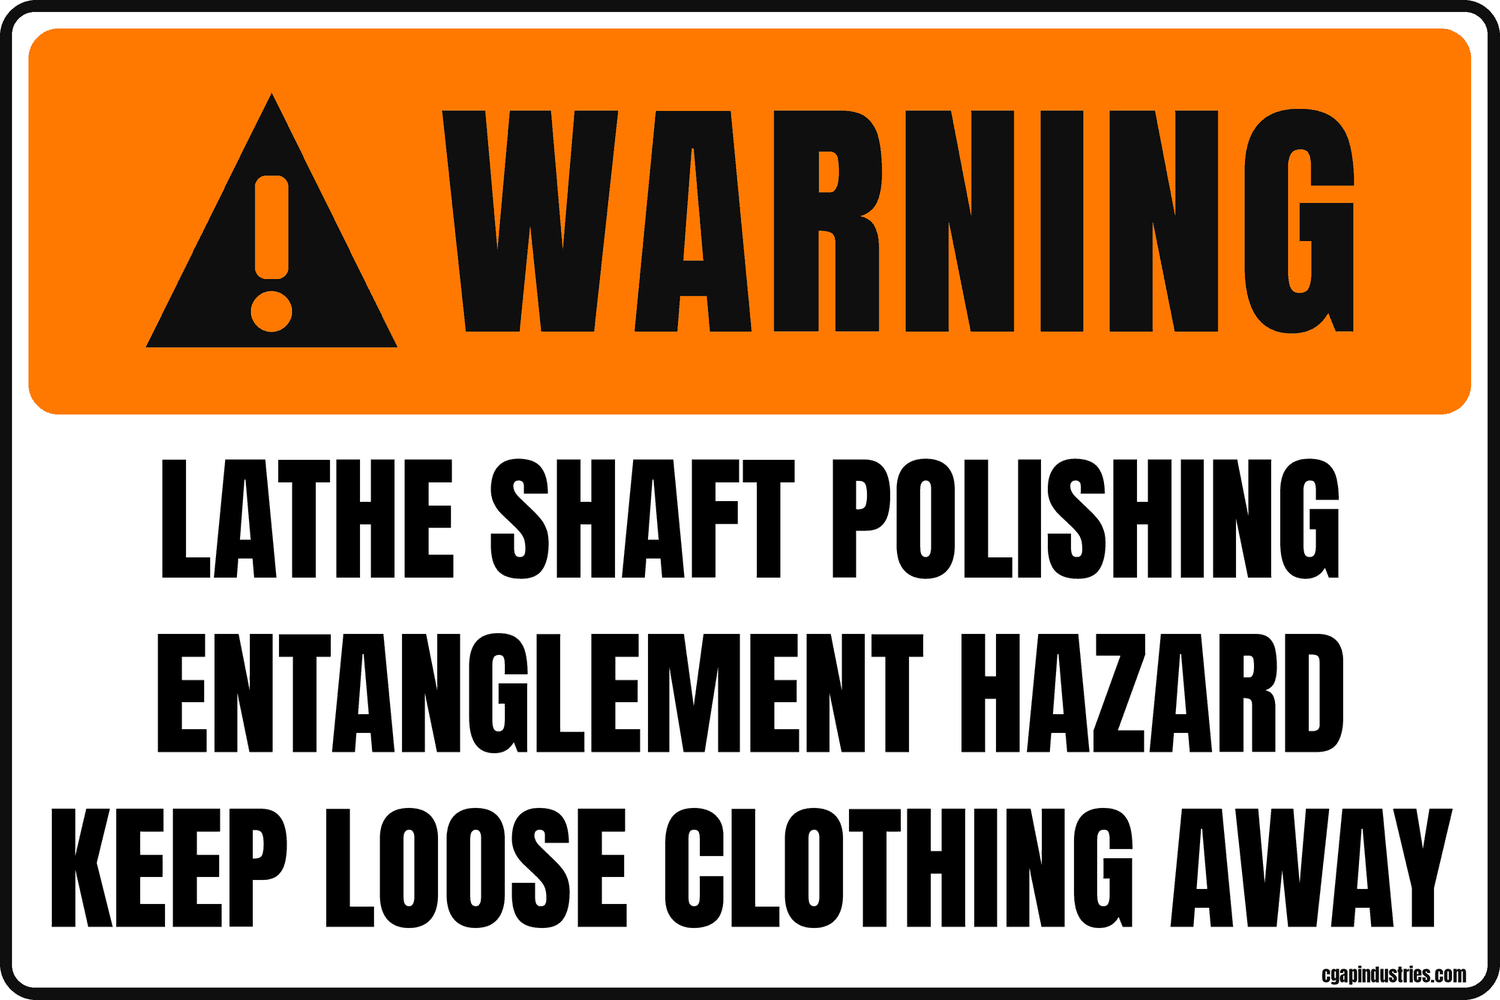 WARNING
LATHE SHAFT POLISHING
ENTANGLEMENT HAZARD
KEEP LOOSE CLOTHING AWAY
cgapindustries.com